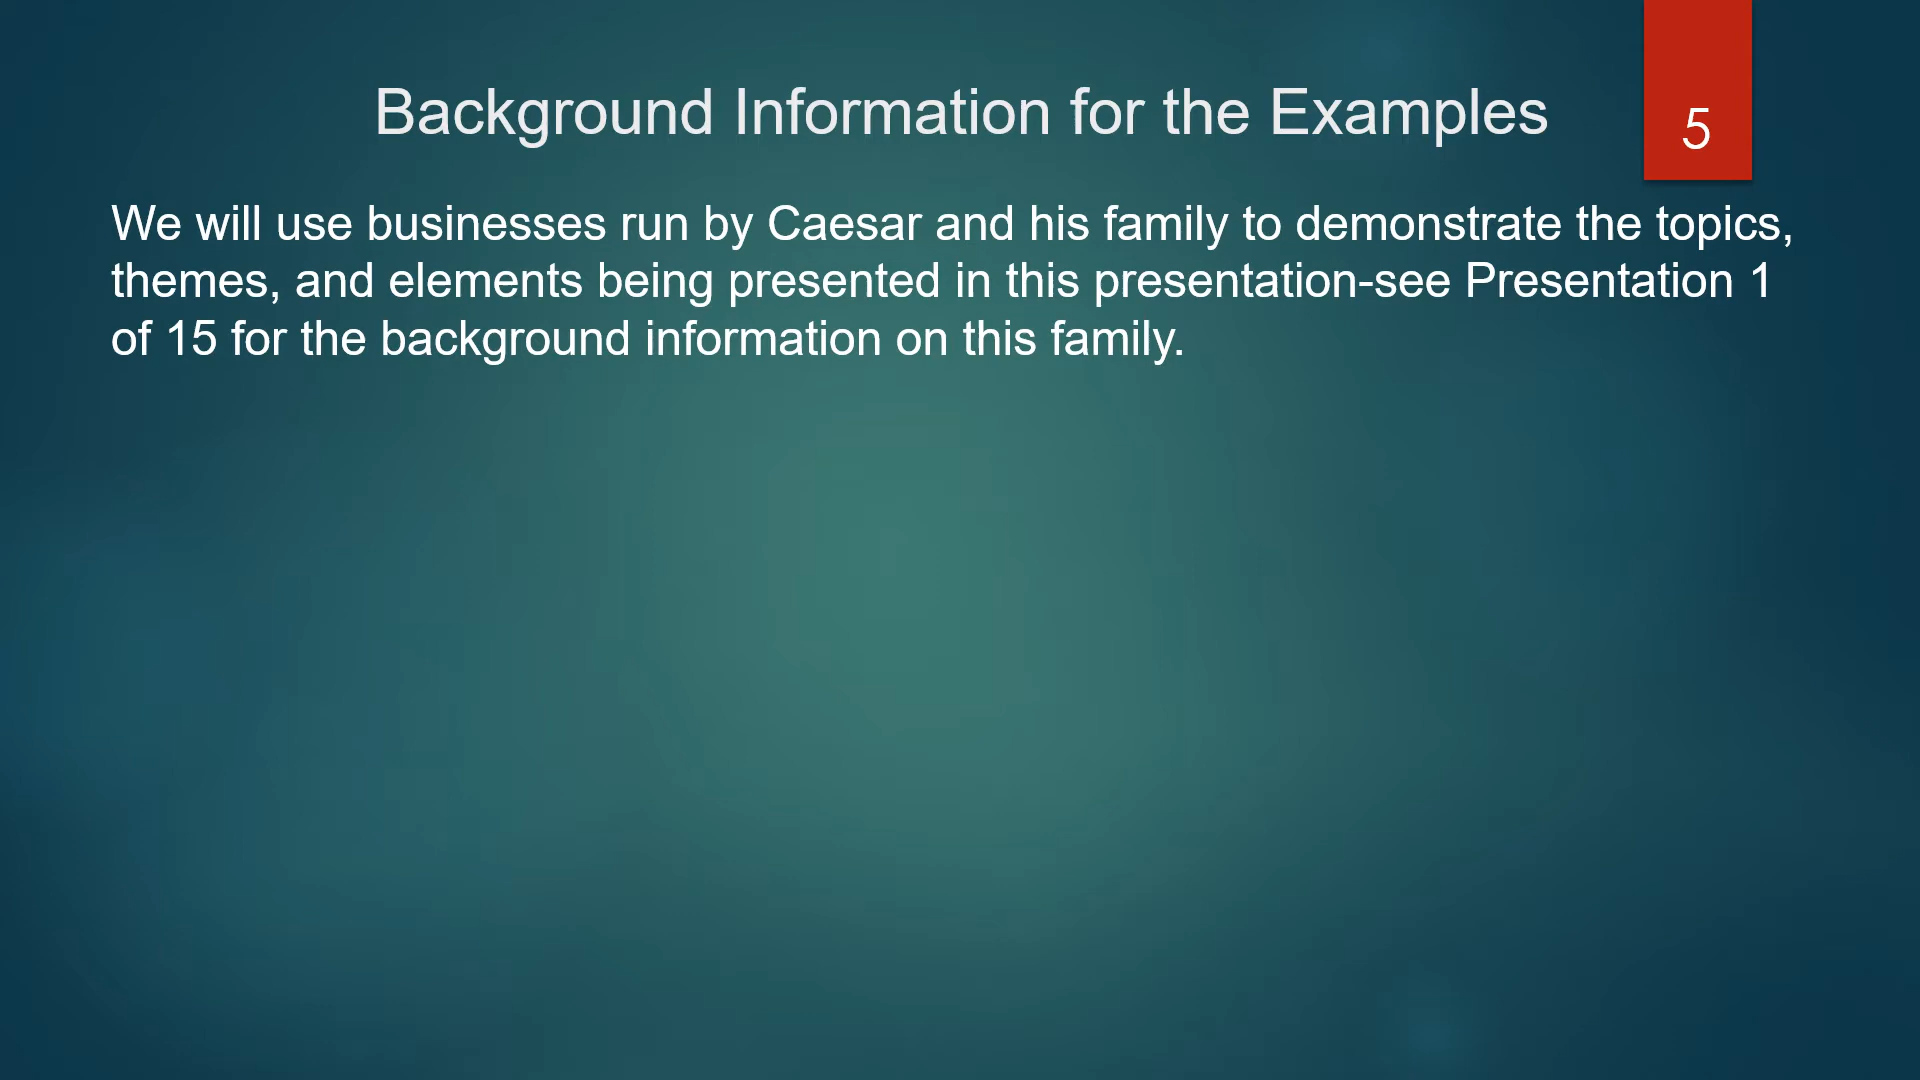 Background Information for the Examples
5
We will use businesses run by Caesar and his family to demonstrate the topics,
themes, and elements being presented in this presentation-see Presentation 1
of 15 for the background information on this family.